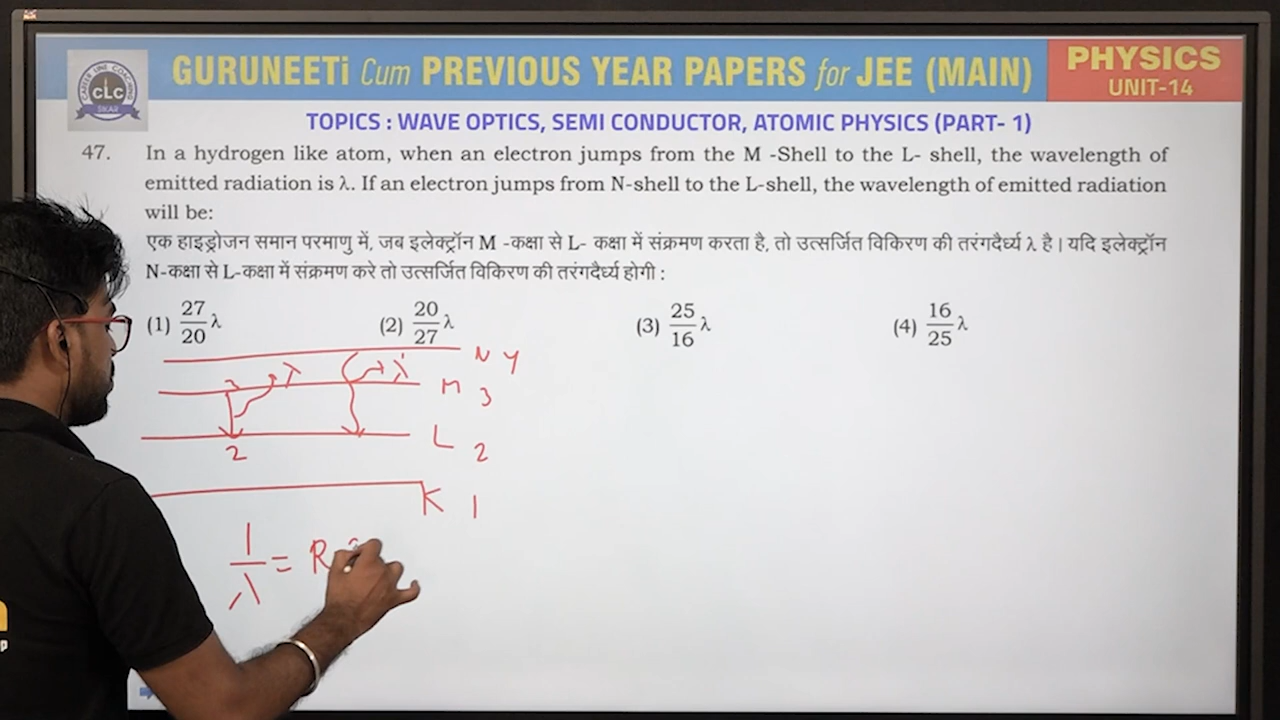 GURUNEETi Cum PREVIOUS YEAR PAPERS for JEE (MAIN)
PHYSICS
UNIT-14
CLC
SIKAR
TOPICS : WAVE OPTICS, SEMI CONDUCTOR, ATOMIC PHYSICS (PART- 1)
47. In a hydrogen like atom, when an electron jumps from the M -Shell to the L- shell, the wavelength of
emitted radiation is λ. If an electron jumps from N-shell to the L-shell, the wavelength of emitted radiation
will be:
एक हाइड्रोजन समान परमाणु में, जब इलेक्ट्रॉन M -कक्षा से L- कक्षा में संक्रमण करता है, तो उत्सर्जित विकिरण की तरंगदैर्ध्य λ है। यदि इलेक्ट्रॉन
N-कक्षा से L-कक्षा में संक्रमण करे तो उत्सर्जित विकिरण की तरंगदैर्ध्य होगी :
(1) 27/20 λ (2) 20/27 λ (3) 25/16 λ (4) 16/25 λ
N 4
3 λ λ' M 3
2 L 2
K 1
1/λ = R